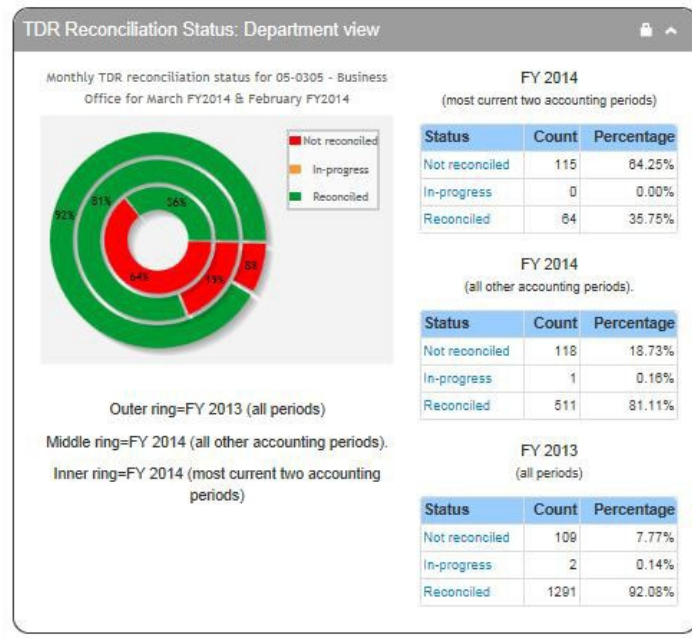 TDR Reconciliation Status: Department view
Monthly TDR reconciliation status for 05-0305 - Business
Office for March FY2014 & February FY2014
Not reconciled
In-progress
Reconciled
92%
81%
36%
64%
19%
8%
Outer ring=FY 2013 (all periods)
Middle ring=FY 2014 (all other accounting periods).
Inner ring=FY 2014 (most current two accounting
periods)
FY 2014
(most current two accounting periods)
Status Count Percentage
Not reconciled 115 64.25%
In-progress 0 0.00%
Reconciled 64 35.75%
FY 2014
(all other accounting periods).
Status Count Percentage
Not reconciled 118 18.73%
In-progress 1 0.16%
Reconciled 511 81.11%
FY 2013
(all periods)
Status Count Percentage
Not reconciled 109 7.77%
In-progress 2 0.14%
Reconciled 1291 92.08%